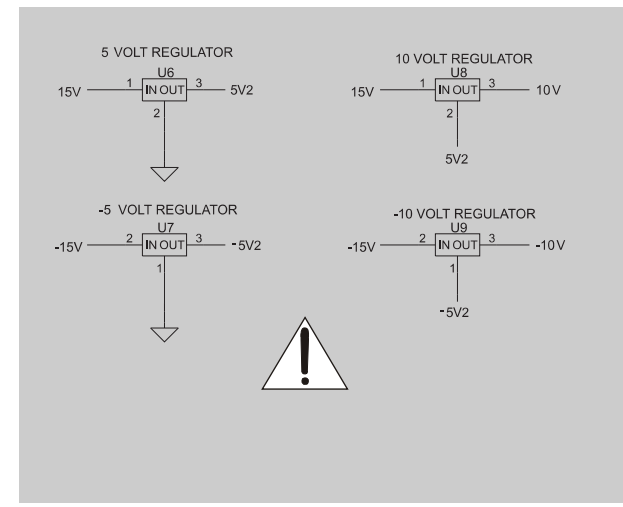 5 VOLT REGULATOR
U6
15V 1 IN OUT 3 5V2
2
10 VOLT REGULATOR
U8
15V 1 IN OUT 3 10V
2
5V2
-5 VOLT REGULATOR
U7
-15V 2 IN OUT 3 -5V2
1
-10 VOLT REGULATOR
U9
-15V 2 IN OUT 3 -10V
1
-5V2
!